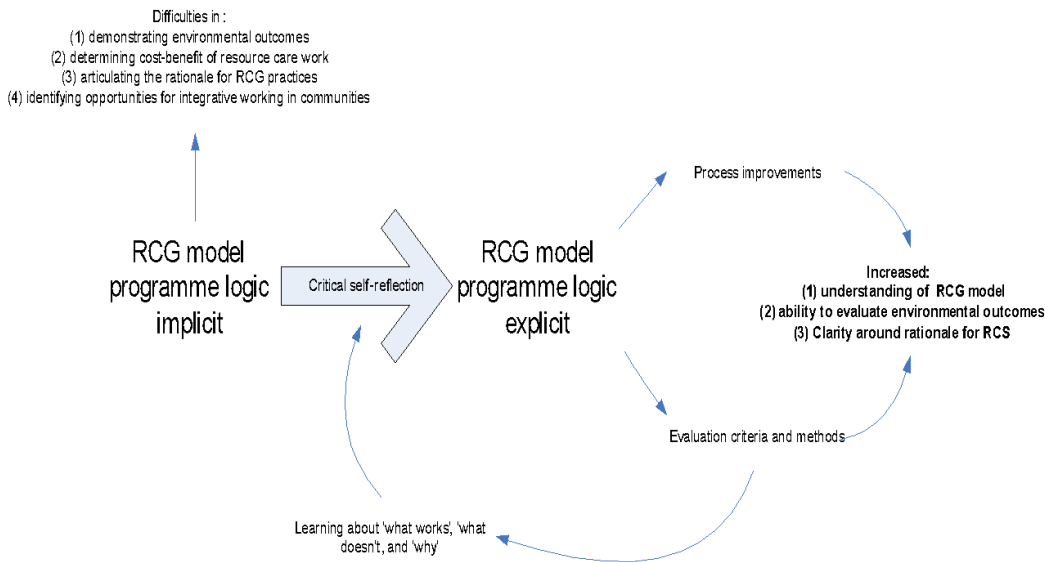 Difficulties in :
(1) demonstrating environmental outcomes
(2) determining cost-benefit of resource care work
(3) articulating the rationale for RCG practices
(4) identifying opportunities for integrative working in communities
Process improvements
RCG model
programme logic
implicit
Critical self-reflection
RCG model
programme logic
explicit
Increased:
(1) understanding of RCG model
(2) ability to evaluate environmental outcomes
(3) Clarity around rationale for RCS
Evaluation criteria and methods
Learning about 'what works', 'what
doesn't, and 'why'